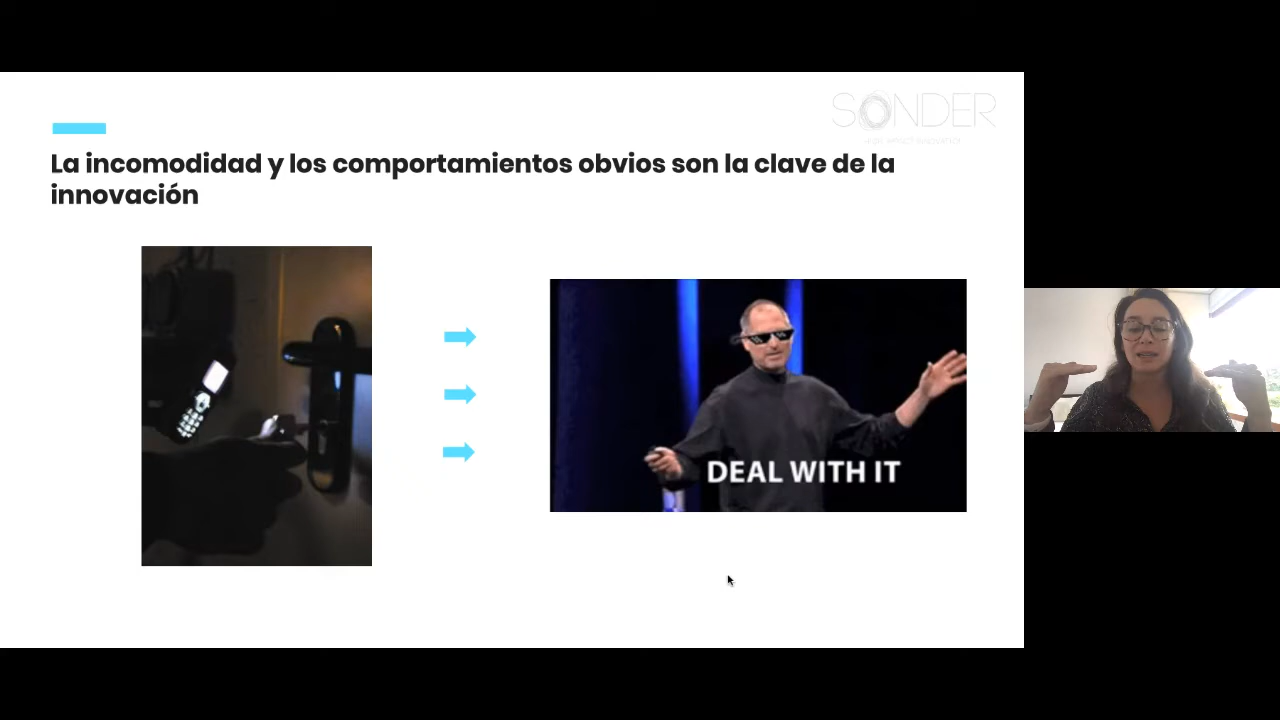 SONDER
La incomodidad y los comportamientos obvios son la clave de la
innovación
DEAL WITH IT